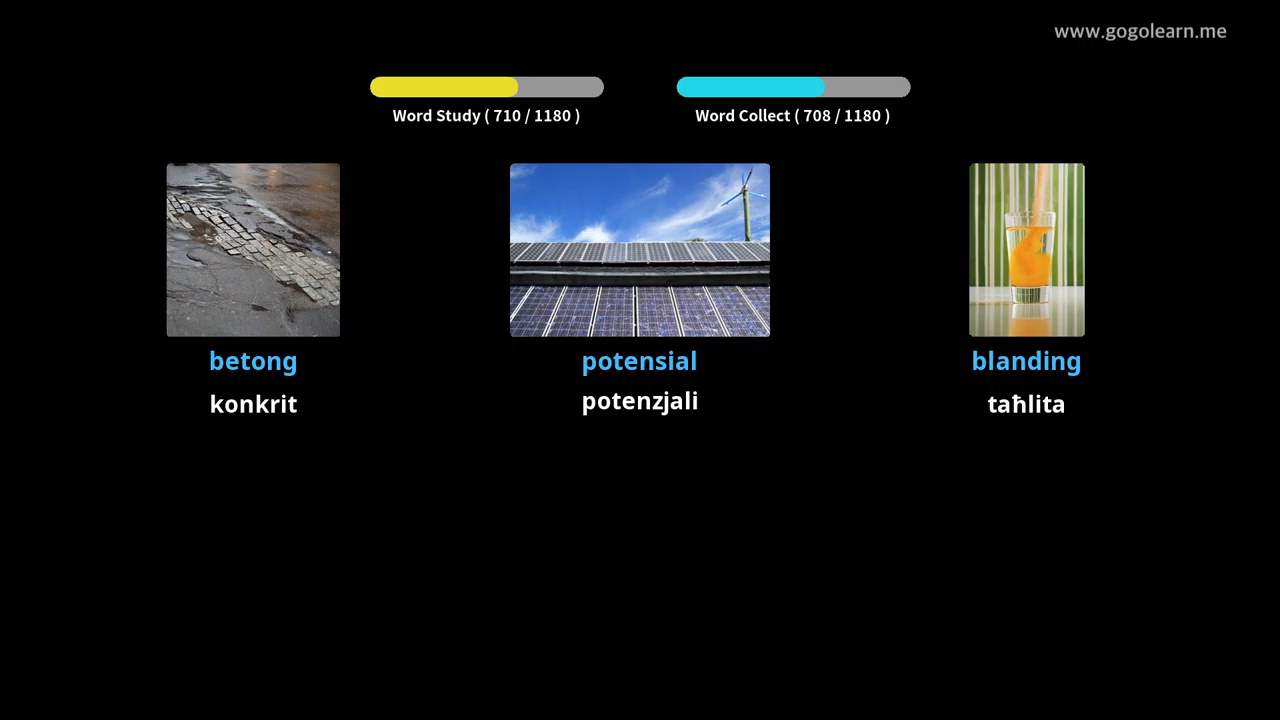 www.gogolearn.me
Word Study ( 710 / 1180 )
Word Collect ( 708 / 1180 )
betong
potensial
blanding
konkrit
potenzjali
taħlita